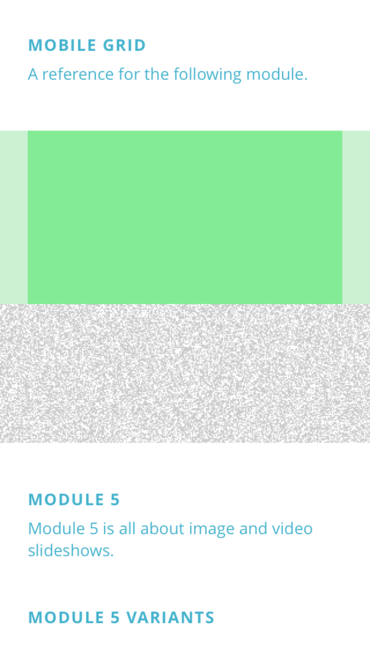 MOBILE GRID
A reference for the following module.
MODULE 5
Module 5 is all about image and video
slideshows.
MODULE 5 VARIANTS